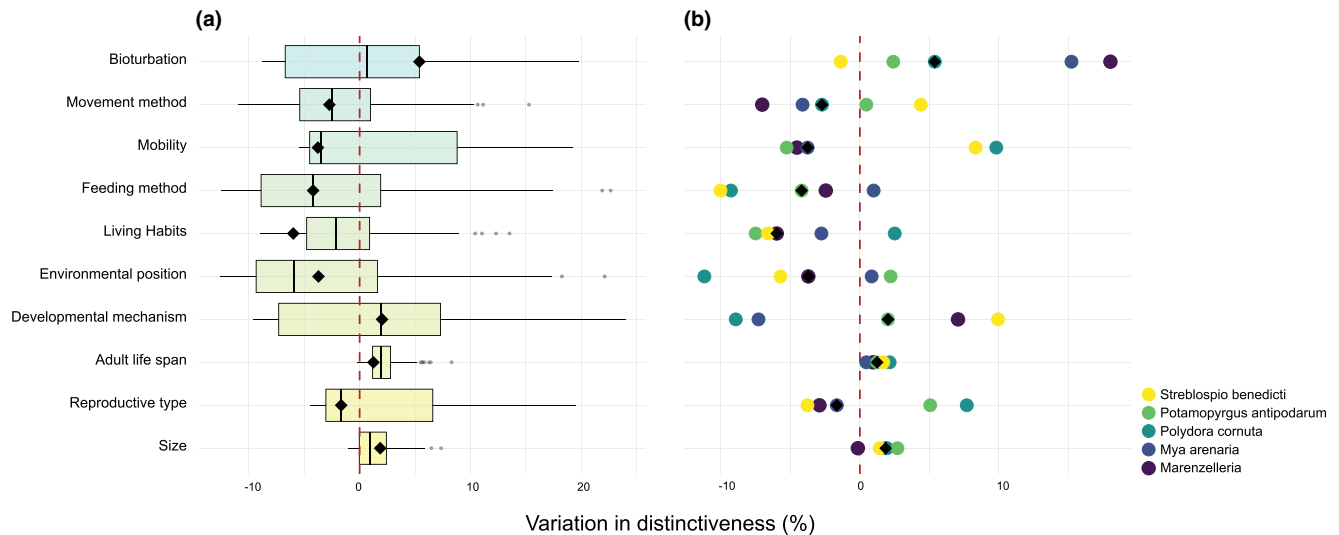 (a)
(b)
Bioturbation
Movement method
Mobility
Feeding method
Living Habits
Environmental position
Developmental mechanism
Adult life span
Reproductive type
Size
-10 0 10 20
-10 0 10
Variation in distinctiveness (%)
Streblospio benedicti
Potamopyrgus antipodarum
Polydora cornuta
Mya arenaria
Marenzelleria